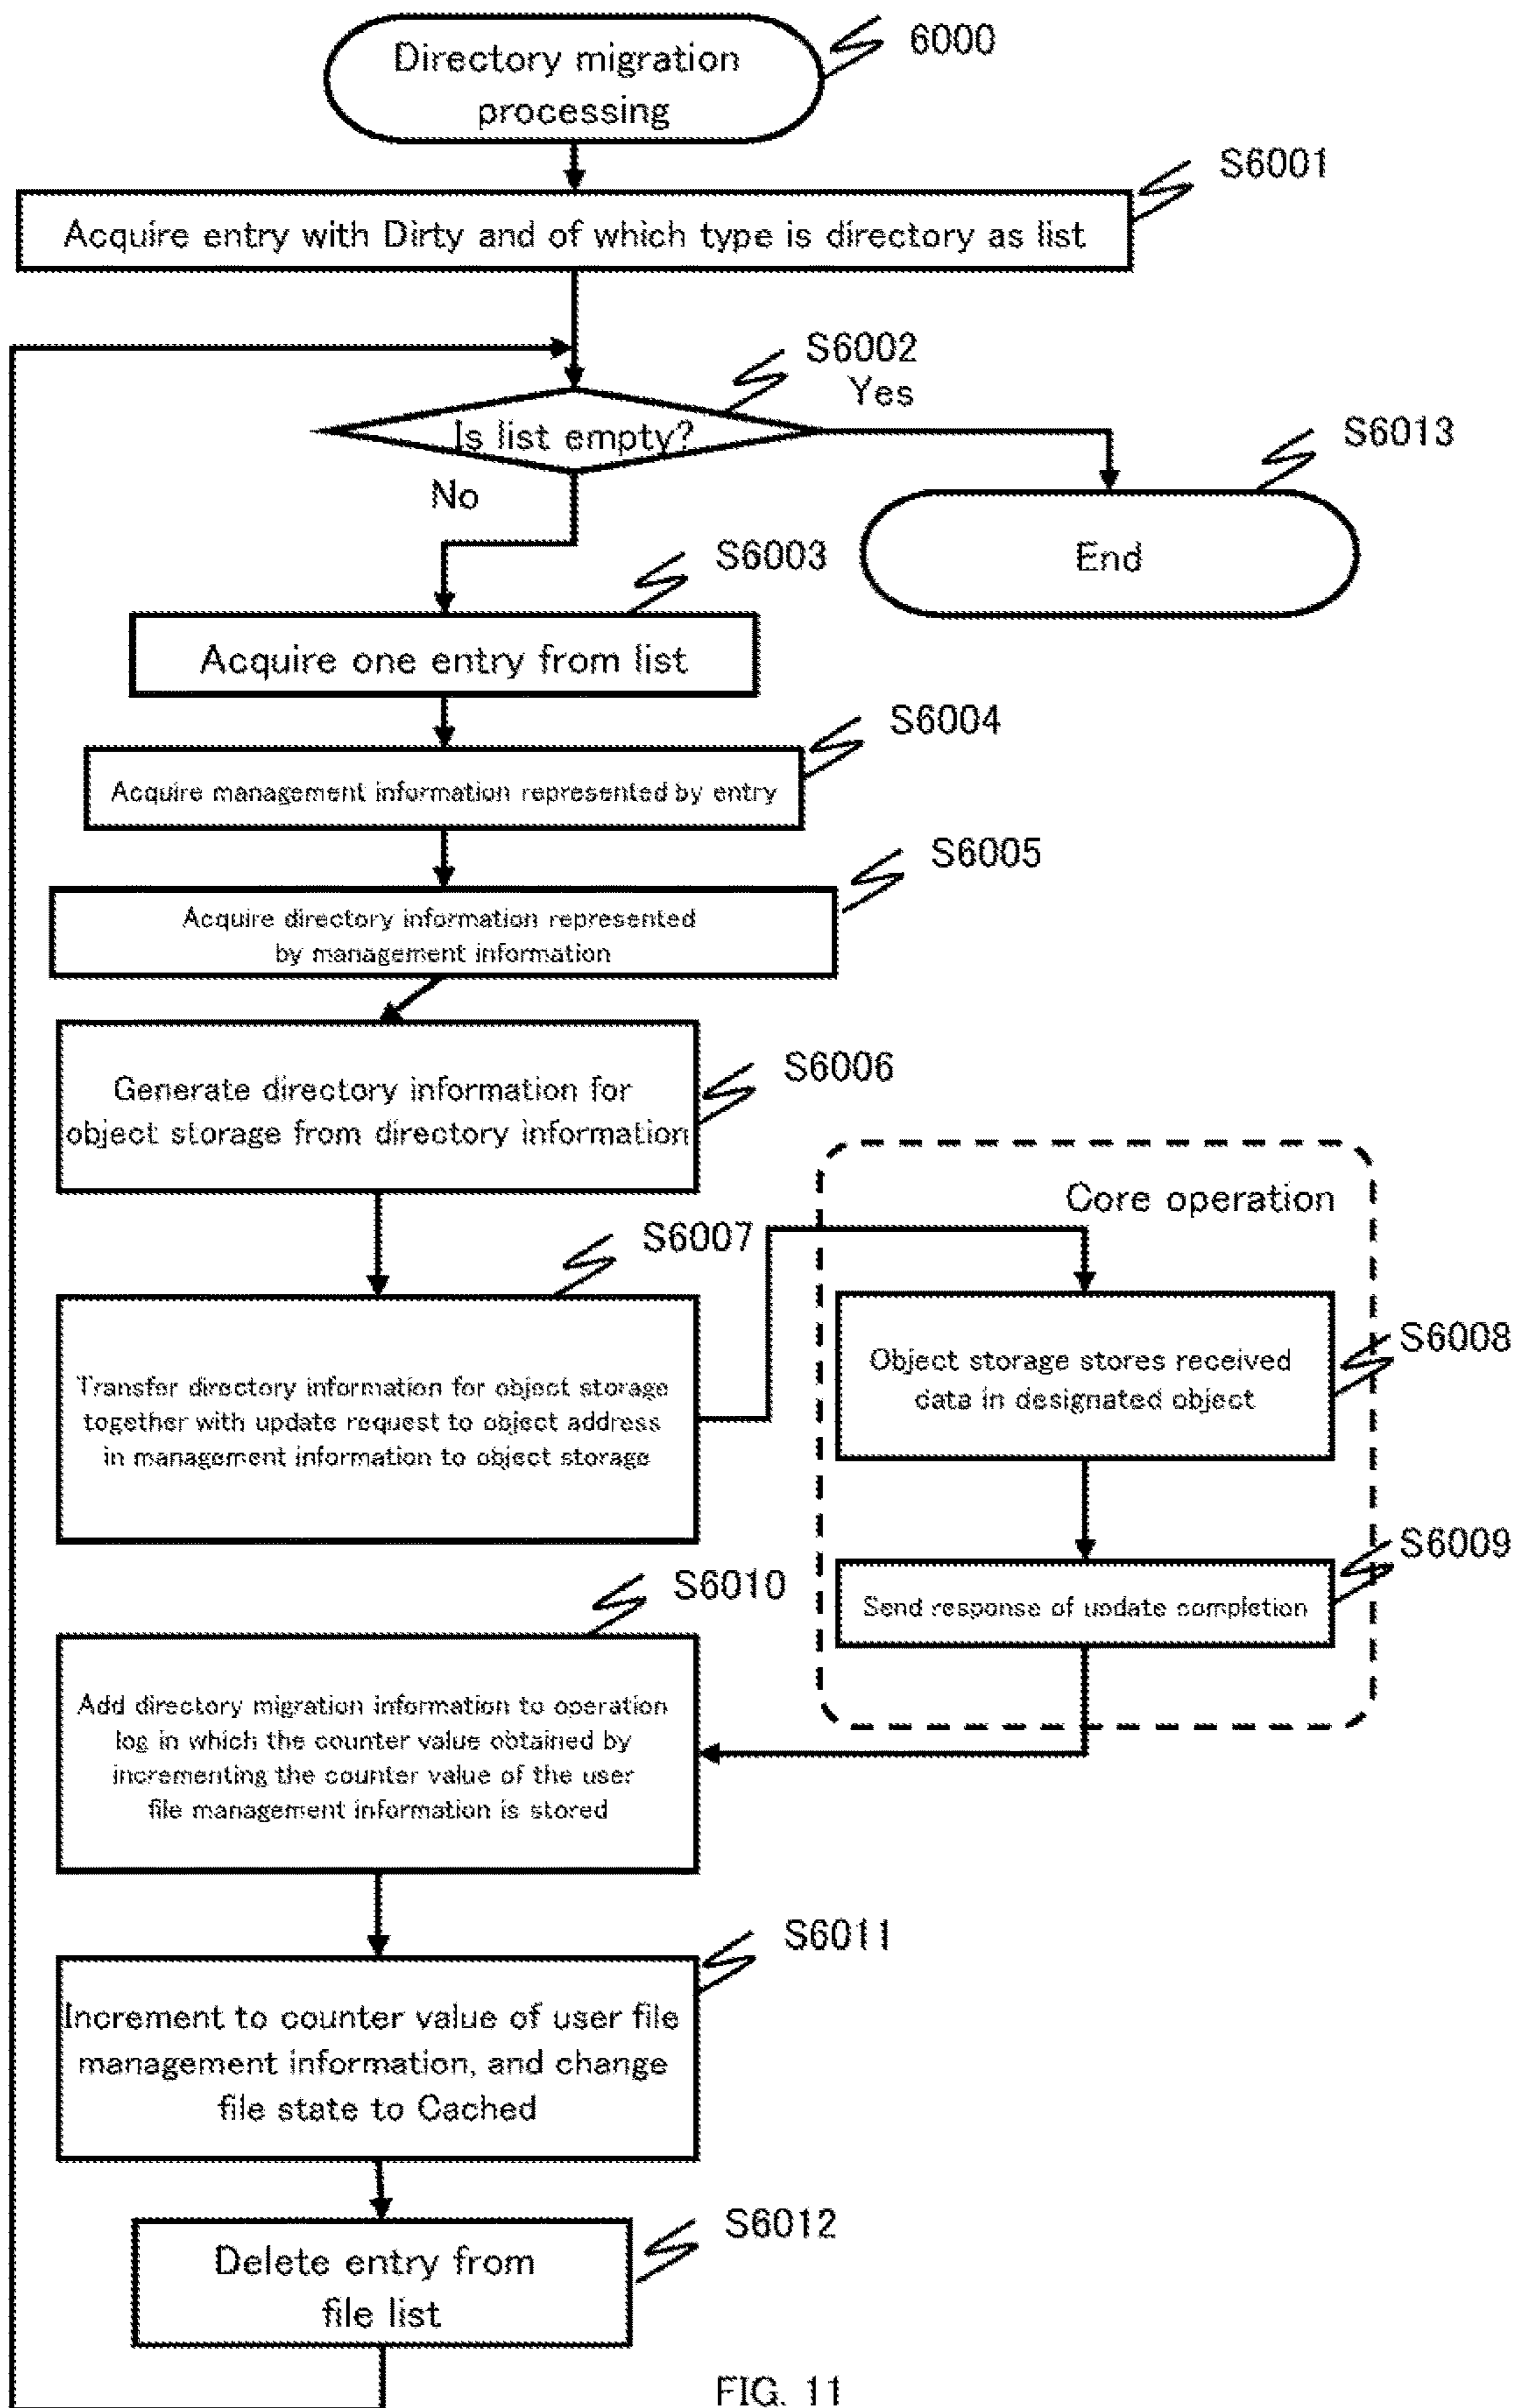 Directory migration
processing
6000
S6001
Acquire entry with Dirty and of which type is directory as list
S6002
Yes
Is list empty?
No
S6013
End
S6003
Acquire one entry from list
S6004
Acquire management information represented by entry
S6005
Acquire directory information represented
by management information
S6006
Generate directory information for
object storage from directory information
Core operation
S6007
Transfer directory information for object storage
together with update request to object address
in management information to object storage
S6008
Object storage stores received
data in designated object
S6009
Send response of update completion
S6010
Add directory migration information to operation
log in which the counter value obtained by
incrementing the counter value of the user
file management information is stored
S6011
Increment to counter value of user file
management information, and change
file state to Cached
S6012
Delete entry from
file list
FIG. 11